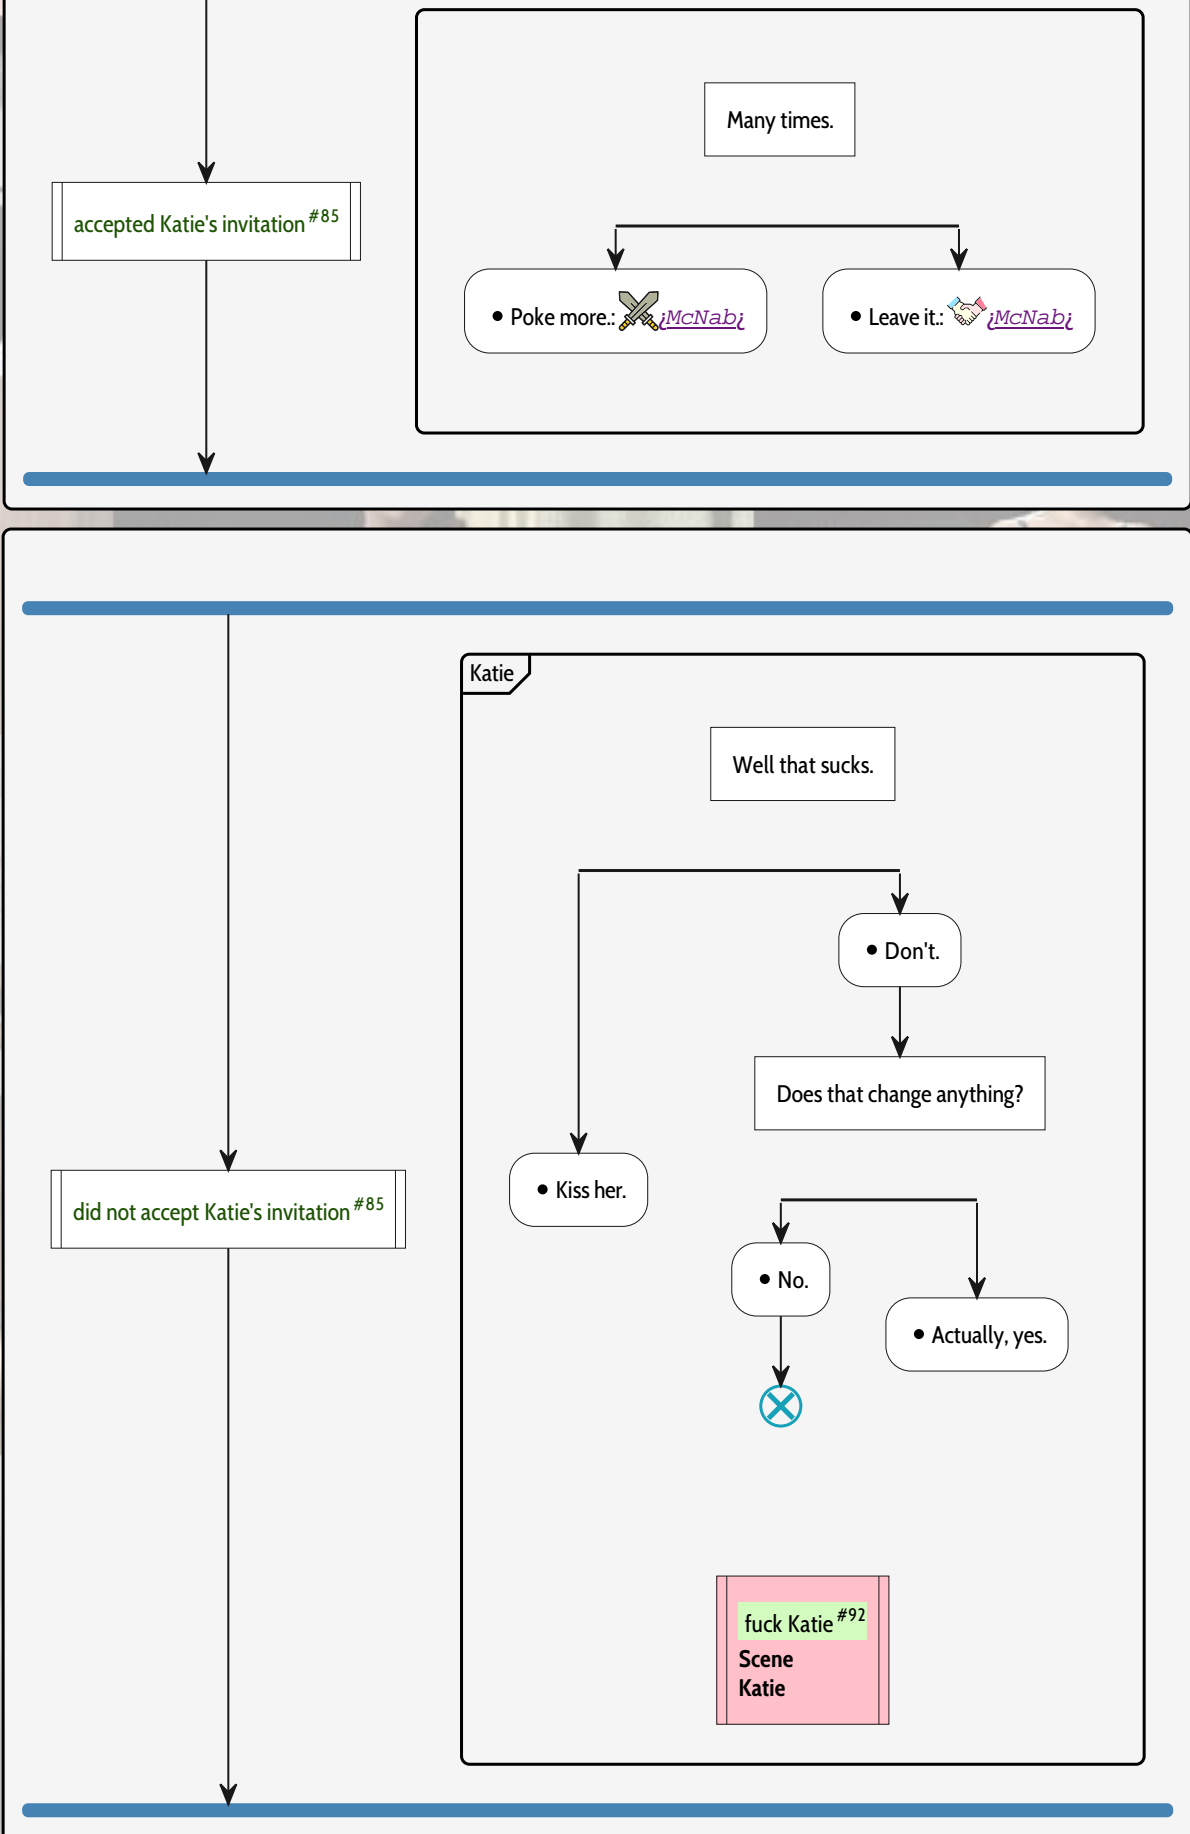 Many times.
accepted Katie's invitation #85
• Poke more.: ¿McNab¿
• Leave it.: ¿McNab¿
Katie
Well that sucks.
• Don't.
Does that change anything?
• Kiss her.
did not accept Katie's invitation #85
• No.
• Actually, yes.
fuck Katie #92
Scene
Katie